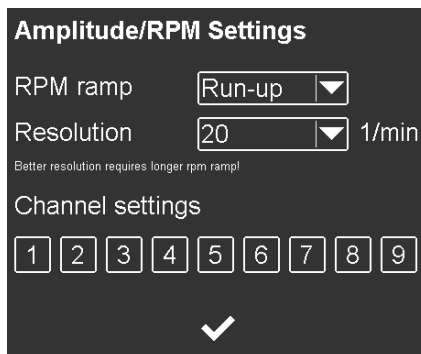 Amplitude/RPM Settings
RPM ramp Run-up
Resolution 20 1/min
Better resolution requires longer rpm ramp!
Channel settings
1 2 3 4 5 6 7 8 9